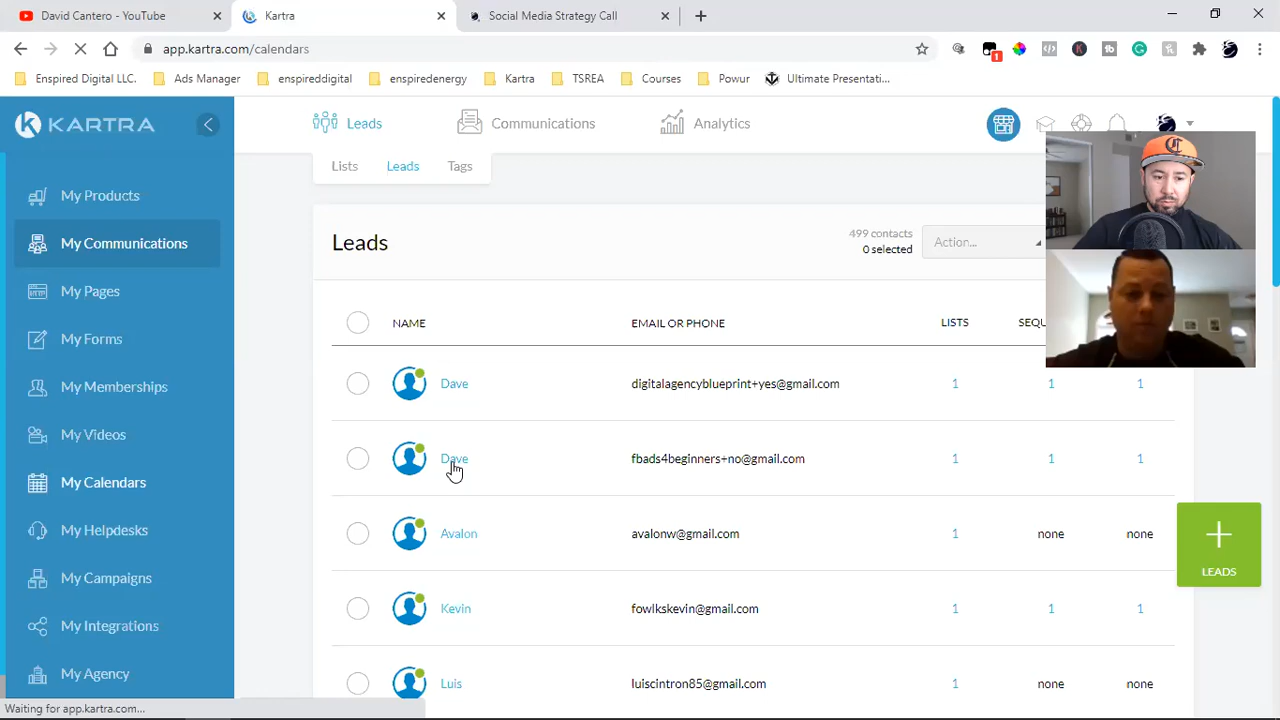 David Cantero - YouTube
Kartra
Social Media Strategy Call
app.kartra.com/calendars
1
Enspired Digital LLC.
Ads Manager
enspireddigital
enspiredenergy
Kartra
TSREA
Courses
Powur
Ultimate Presentati...
KARTRA
Leads
Communications
Analytics
My Products
My Communications
My Pages
My Forms
My Memberships
My Videos
My Calendars
My Helpdesks
My Campaigns
My Integrations
My Agency
Lists
Leads
Tags
Leads
499 contacts
0 selected
Action...
NAME
EMAIL OR PHONE
LISTS
SEQU
Dave
digitalagencyblueprint+yes@gmail.com
1
1
1
Dave
fbads4beginners+no@gmail.com
1
1
1
Avalon
avalonw@gmail.com
1
none
none
Kevin
fowlkskevin@gmail.com
1
1
1
Luis
luiscintron85@gmail.com
1
none
none
LEADS
Waiting for app.kartra.com...